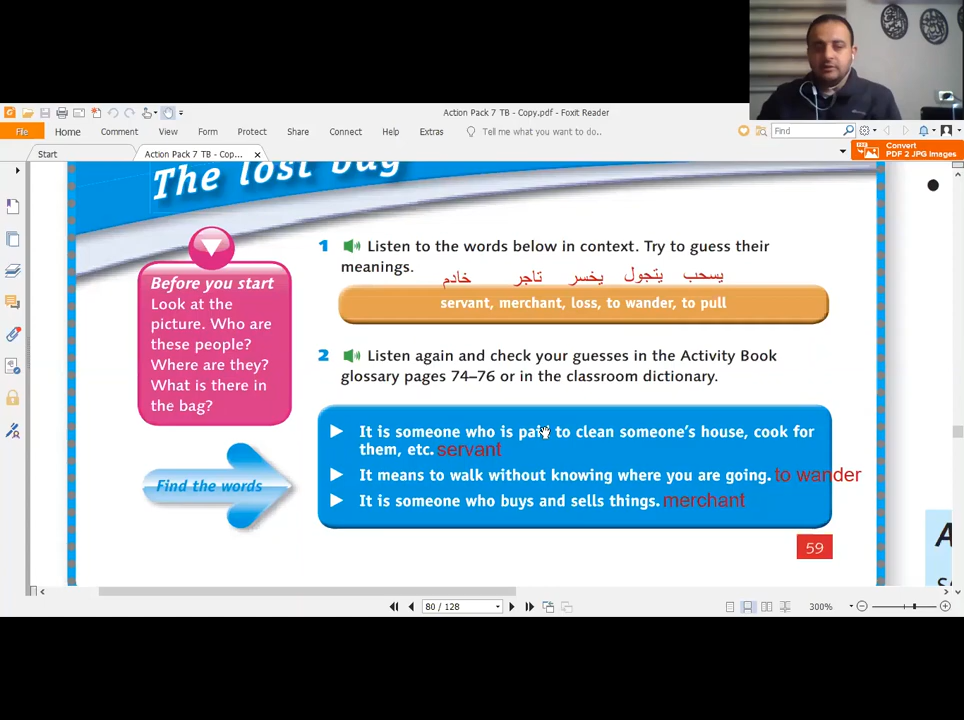 Action Pack 7 TB - Copy.pdf - Foxit Reader
File Home Comment View Form Protect Share Connect Help Extras Tell me what you want to do.. Find
Start Action Pack 7 TB - Cop... Convert
PDF 2 JPG Images
The lost bag
1 Listen to the words below in context. Try to guess their
meanings.
خادم تاجر يخسر يتجول يسحب
servant, merchant, loss, to wander, to pull
Before you start
Look at the
picture. Who are
these people?
Where are they?
What is there in
the bag?
2 Listen again and check your guesses in the Activity Book
glossary pages 74–76 or in the classroom dictionary.
Find the words
It is someone who is paid to clean someone's house, cook for
them, etc. servant
It means to walk without knowing where you are going. to wander
It is someone who buys and sells things. merchant
59
80 / 128 300%